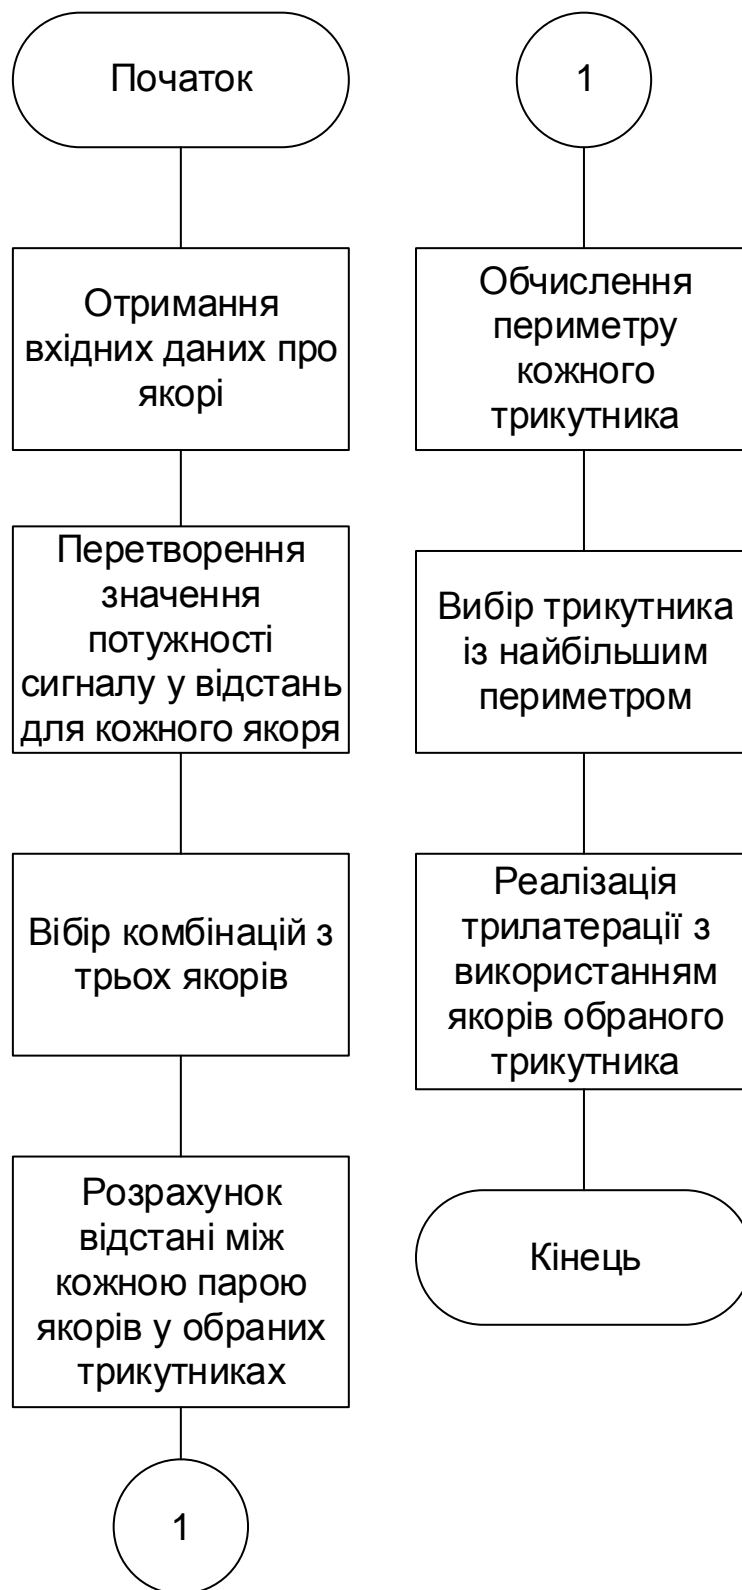 Початок
Отримання
вхідних даних про
якорі
Перетворення
значення
потужності
сигналу у відстань
для кожного якоря
Вібір комбінацій з
трьох якорів
Розрахунок
відстані між
кожною парою
якорів у обраних
трикутниках
1
1
Обчислення
периметру
кожного
трикутника
Вибір трикутника
із найбільшим
периметром
Реалізація
трилатерації з
використанням
якорів обраного
трикутника
Кінець